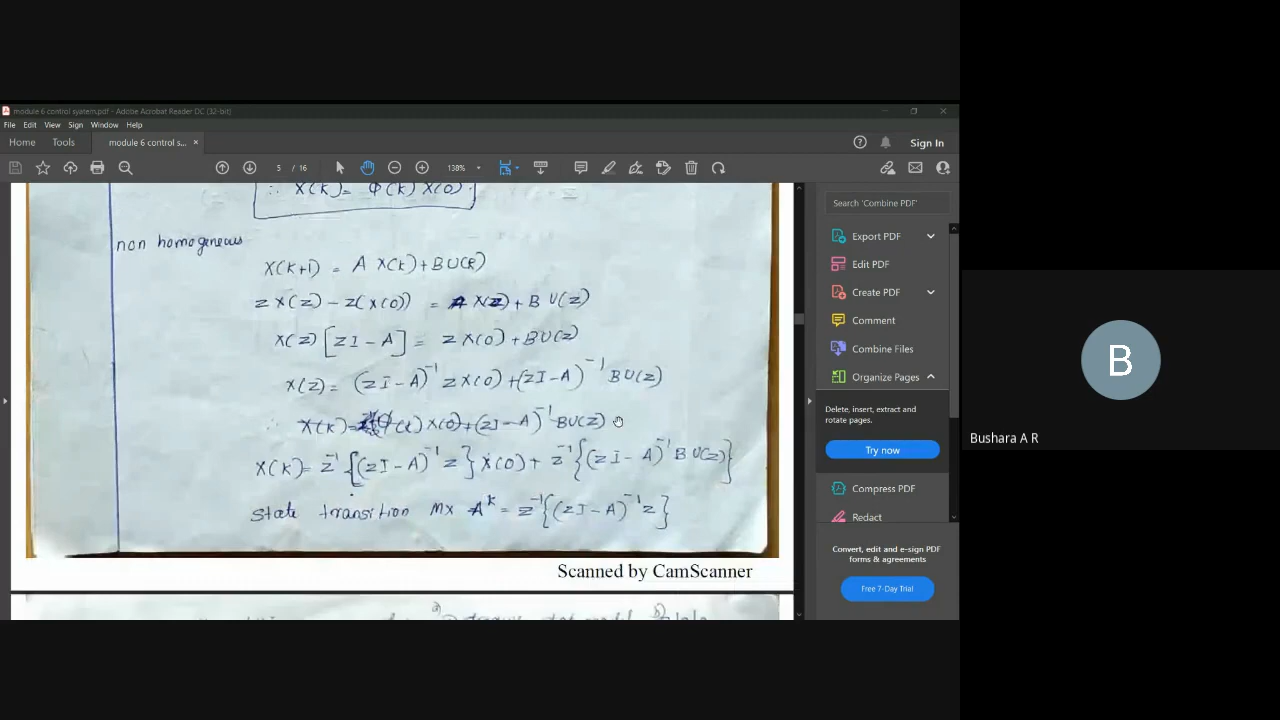 module 6 control syatem.pdf - Adobe Acrobat Reader DC (32-bit)
File Edit View Sign Window Help
Home Tools module 6 control s... × Sign In
5 / 16 138%
∴ X(k) = Φ(k) X(0).
non homogeneous
X(k+1) = A X(k) + B U(k)
Z X(Z) - Z(X(0)) = A X(Z) + B U(Z)
X(Z) [ZI - A] = Z X(0) + B U(Z)
X(Z) = (ZI - A)⁻¹ Z X(0) + (ZI - A)⁻¹ B U(Z)
∴ X(k) = (k) X(0) + (ZI - A)⁻¹ BU(Z)
X(k) = Z⁻¹ {(ZI - A)⁻¹ Z} X(0) + Z⁻¹ {(ZI - A)⁻¹ B U(Z)}
State transition Mx Aᵏ = Z⁻¹ {(ZI - A)⁻¹ Z}
Scanned by CamScanner
Search 'Combine PDF'
Export PDF
Edit PDF
Create PDF
Comment
Combine Files
Organize Pages
Delete, insert, extract and
rotate pages.
Try now
Compress PDF
Redact
Convert, edit and e-sign PDF
forms & agreements
Free 7-Day Trial
B
Bushara A R